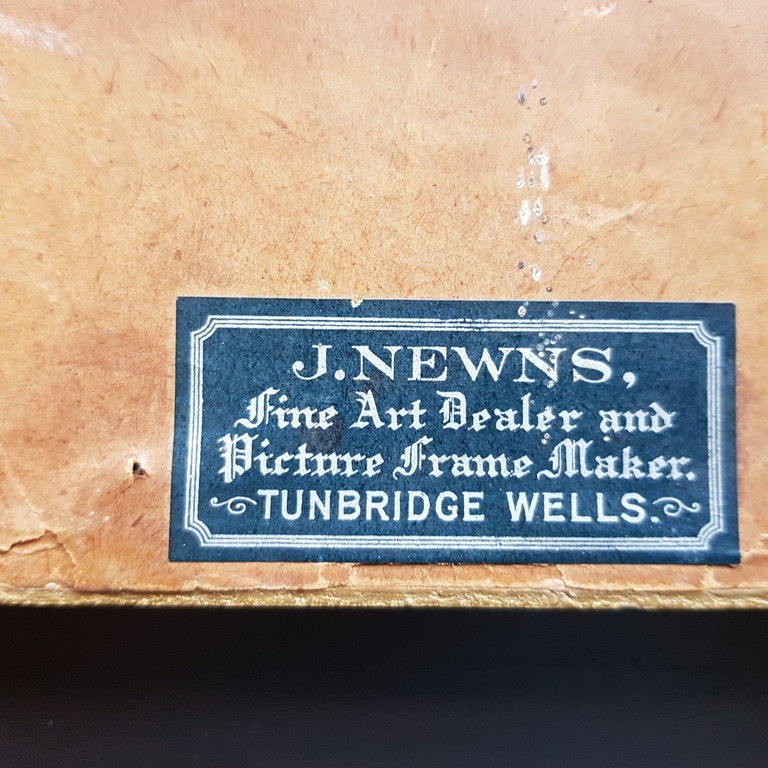 J. NEWNS,
Fine Art Dealer and
Picture Frame Maker.
TUNBRIDGE WELLS.